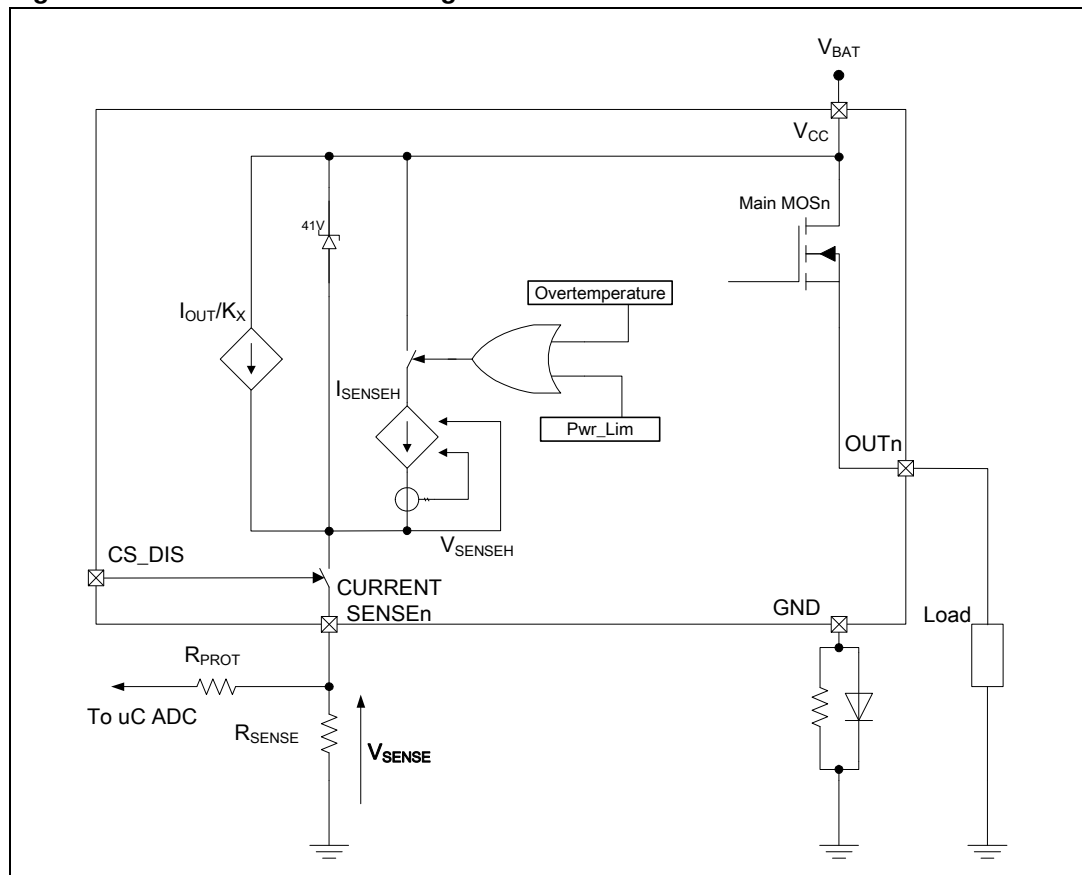 V_BAT
V_CC
Main MOSn
41V
Overtemperature
I_OUT/K_X
I_SENSEH
Pwr_Lim
OUTn
V_SENSEH
CS_DIS
CURRENT
SENSEn
GND
Load
R_PROT
To uC ADC
R_SENSE
V_SENSE